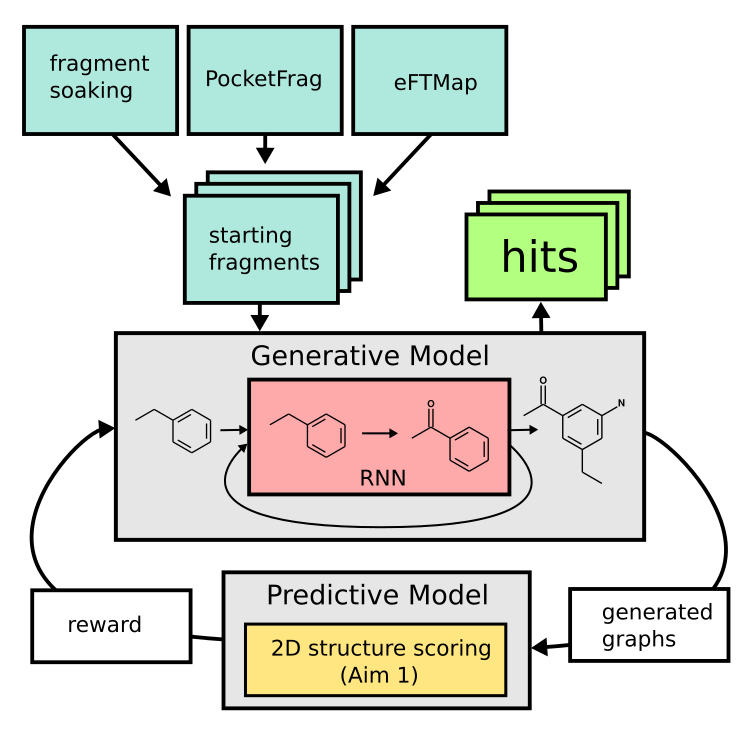 fragment
soaking
PocketFrag
eFTMap
starting
fragments
hits
Generative Model
O
N
O
RNN
reward
Predictive Model
2D structure scoring
(Aim 1)
generated
graphs